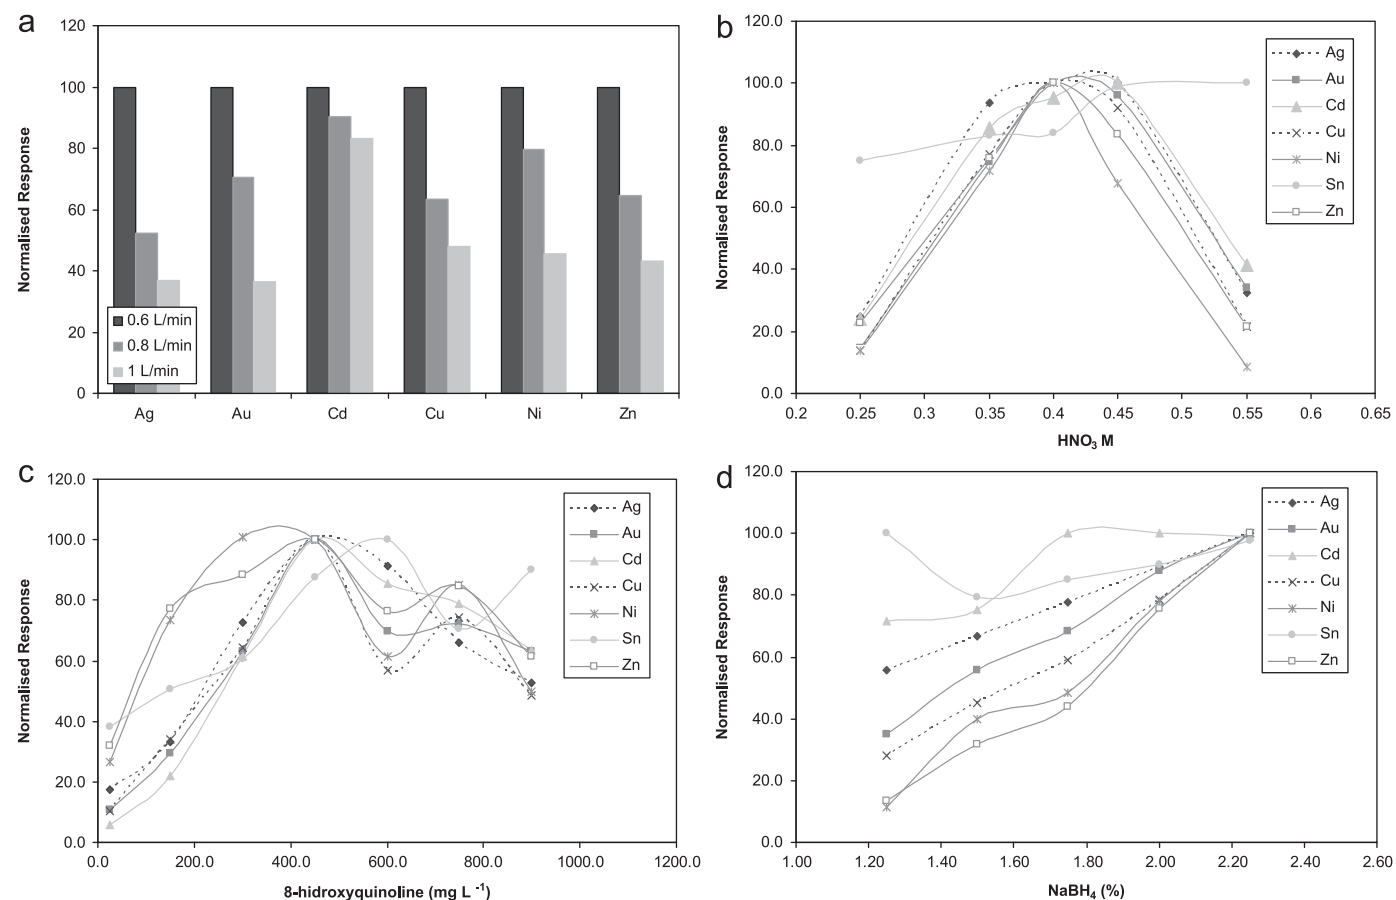 a
120
100
80
60
40
20
0
Normalised Response
0.6 L/min
0.8 L/min
1 L/min
Ag Au Cd Cu Ni Zn
b
120.0
100.0
80.0
60.0
40.0
20.0
0.0
Normalised Response
Ag
Au
Cd
Cu
Ni
Sn
Zn
0.2 0.25 0.3 0.35 0.4 0.45 0.5 0.55 0.6 0.65
HNO3 M
c
120.0
100.0
80.0
60.0
40.0
20.0
0.0
Normalised Response
Ag
Au
Cd
Cu
Ni
Sn
Zn
0.0 200.0 400.0 600.0 800.0 1000.0 1200.0
8-hidroxyquinoline (mg L -1)
d
120.0
100.0
80.0
60.0
40.0
20.0
0.0
Normalised Response
Ag
Au
Cd
Cu
Ni
Sn
Zn
1.00 1.20 1.40 1.60 1.80 2.00 2.20 2.40 2.60
NaBH4 (%)